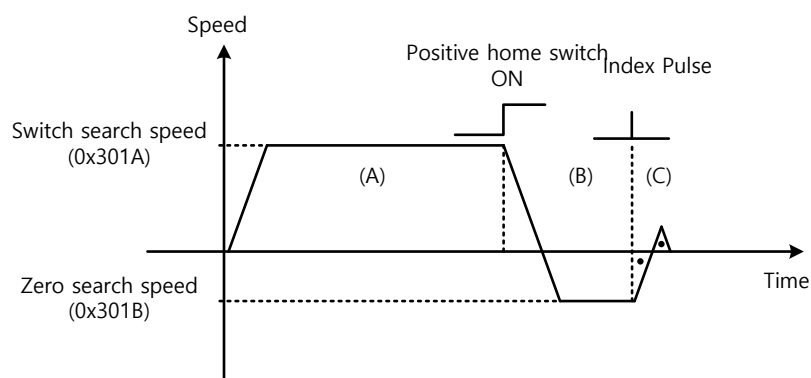 Speed
Positive home switch
ON
Index Pulse
Switch search speed
(0x301A)
(A)
(B)
(C)
Zero search speed
(0x301B)
Time